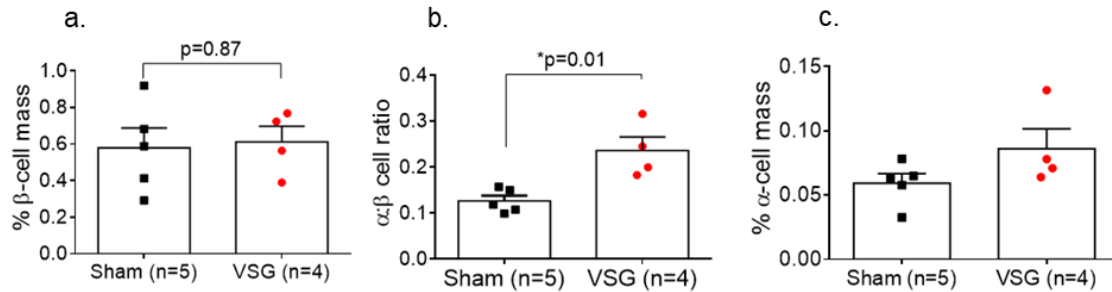 a.
p=0.87
% β-cell mass
1.0
0.8
0.6
0.4
0.2
0.0
Sham (n=5) VSG (n=4)
b.
*p=0.01
α:β cell ratio
0.4
0.3
0.2
0.1
0.0
Sham (n=5) VSG (n=4)
c.
% α-cell mass
0.15
0.10
0.05
0.00
Sham (n=5) VSG (n=4)